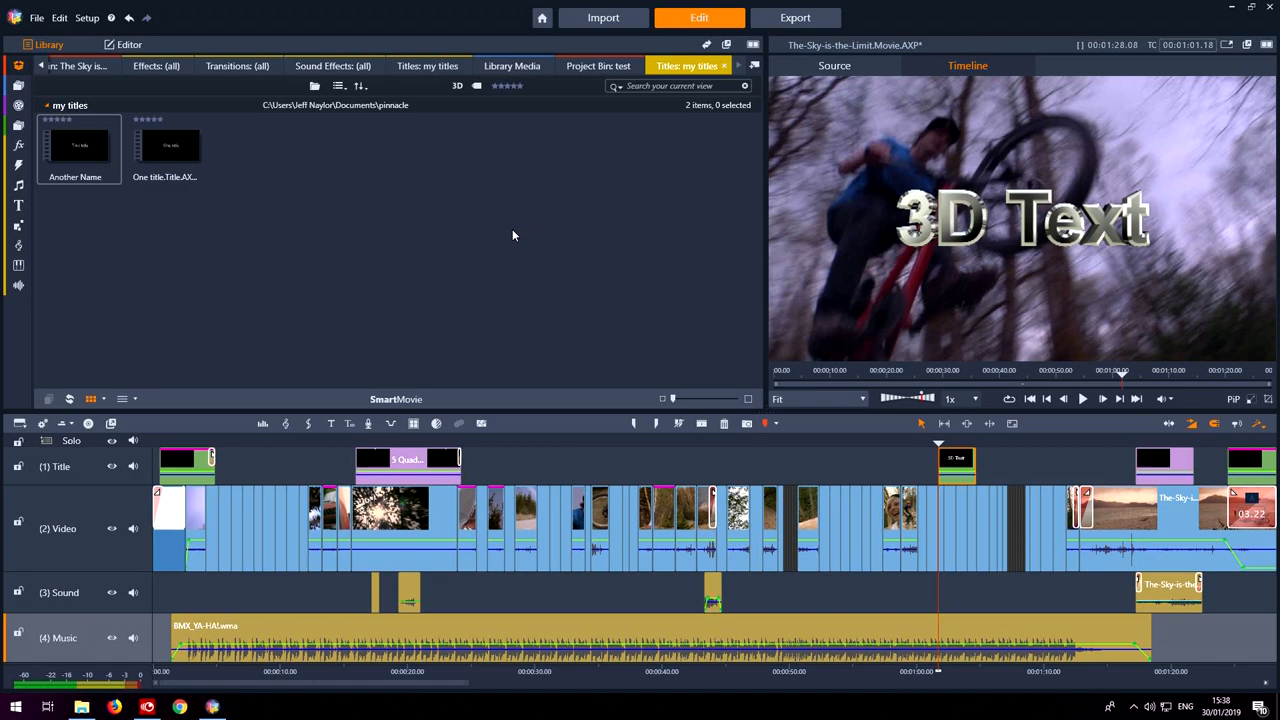 File Edit Setup
Import Edit Export
Library Editor
The-Sky-is-the-Limit.Movie.AXP* [ ] 00:01:28.08 TC 00:01:01.18
n: The Sky is... Effects: (all) Transitions: (all) Sound Effects: (all) Titles: my titles Library Media Project Bin: test Titles: my titles ×
Source Timeline
3D Search your current view
my titles C:\Users\Jeff Naylor\Documents\pinnacle 2 items, 0 selected
Another Name One title.Title.AX...
3D Text
:00.00 00:00:10.00 00:00:20.00 00:00:30.00 00:00:40.00 00:00:50.00 00:01:00.00 00:01:10.00 00:01:20.00 00
SmartMovie
Fit 1x PiP
Solo
(1) Title 5 Quad... 3D Text
(2) Video The-Sky-i...
03.22
(3) Sound The-Sky-is-the
BMX_YA-HA!.wma
(4) Music
-60 -22 -16 -10 -6 -3 0
:00.00 00:00:10.00 00:00:20.00 00:00:30.00 00:00:40.00 00:00:50.00 00:01:00.00 00:01:10.00 00:01:20.00
ENG
15:38
30/01/2019